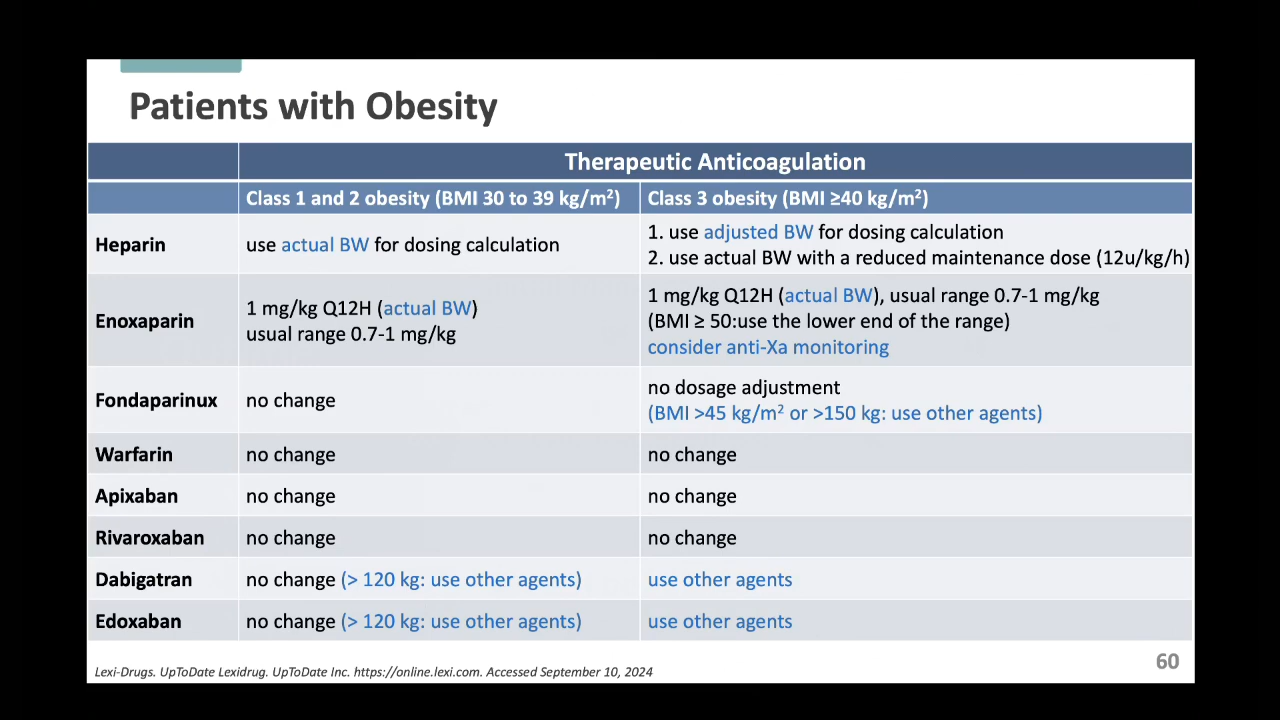 Patients with Obesity
Therapeutic Anticoagulation
Class 1 and 2 obesity (BMI 30 to 39 kg/m²)
Class 3 obesity (BMI ≥40 kg/m²)
Heparin
use actual BW for dosing calculation
1. use adjusted BW for dosing calculation
2. use actual BW with a reduced maintenance dose (12u/kg/h)
Enoxaparin
1 mg/kg Q12H (actual BW)
usual range 0.7-1 mg/kg
1 mg/kg Q12H (actual BW), usual range 0.7-1 mg/kg
(BMI ≥ 50:use the lower end of the range)
consider anti-Xa monitoring
Fondaparinux
no change
no dosage adjustment
(BMI >45 kg/m² or >150 kg: use other agents)
Warfarin
no change
no change
Apixaban
no change
no change
Rivaroxaban
no change
no change
Dabigatran
no change (> 120 kg: use other agents)
use other agents
Edoxaban
no change (> 120 kg: use other agents)
use other agents
Lexi-Drugs. UpToDate Lexidrug. UpToDate Inc. https://online.lexi.com. Accessed September 10, 2024
60